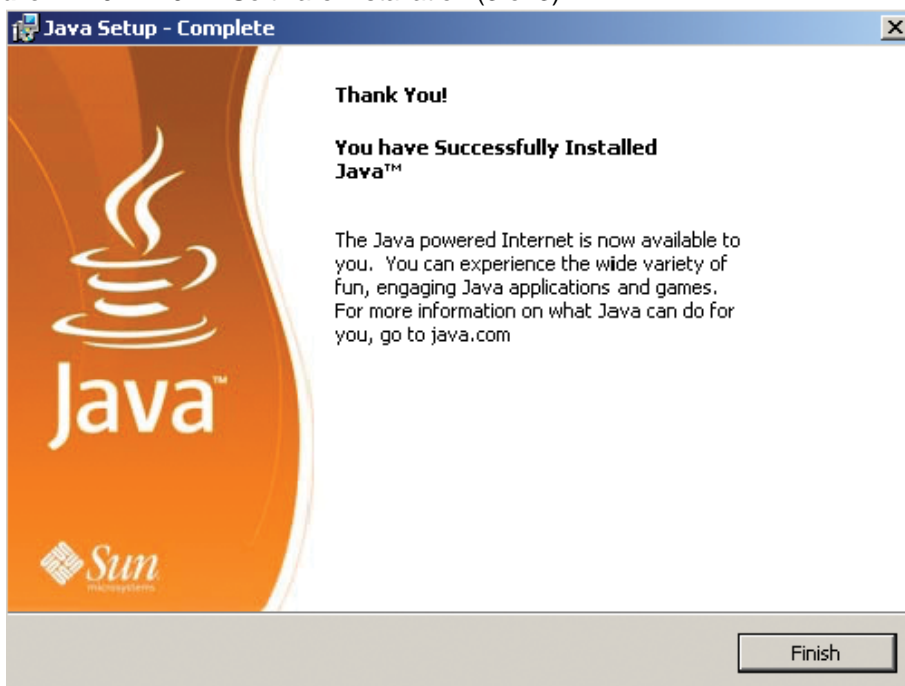 Java Setup - Complete
Thank You!
You have Successfully Installed
Java™
The Java powered Internet is now available to
you. You can experience the wide variety of
fun, engaging Java applications and games.
For more information on what Java can do for
you, go to java.com
Java™
Sun
microsystems
Finish